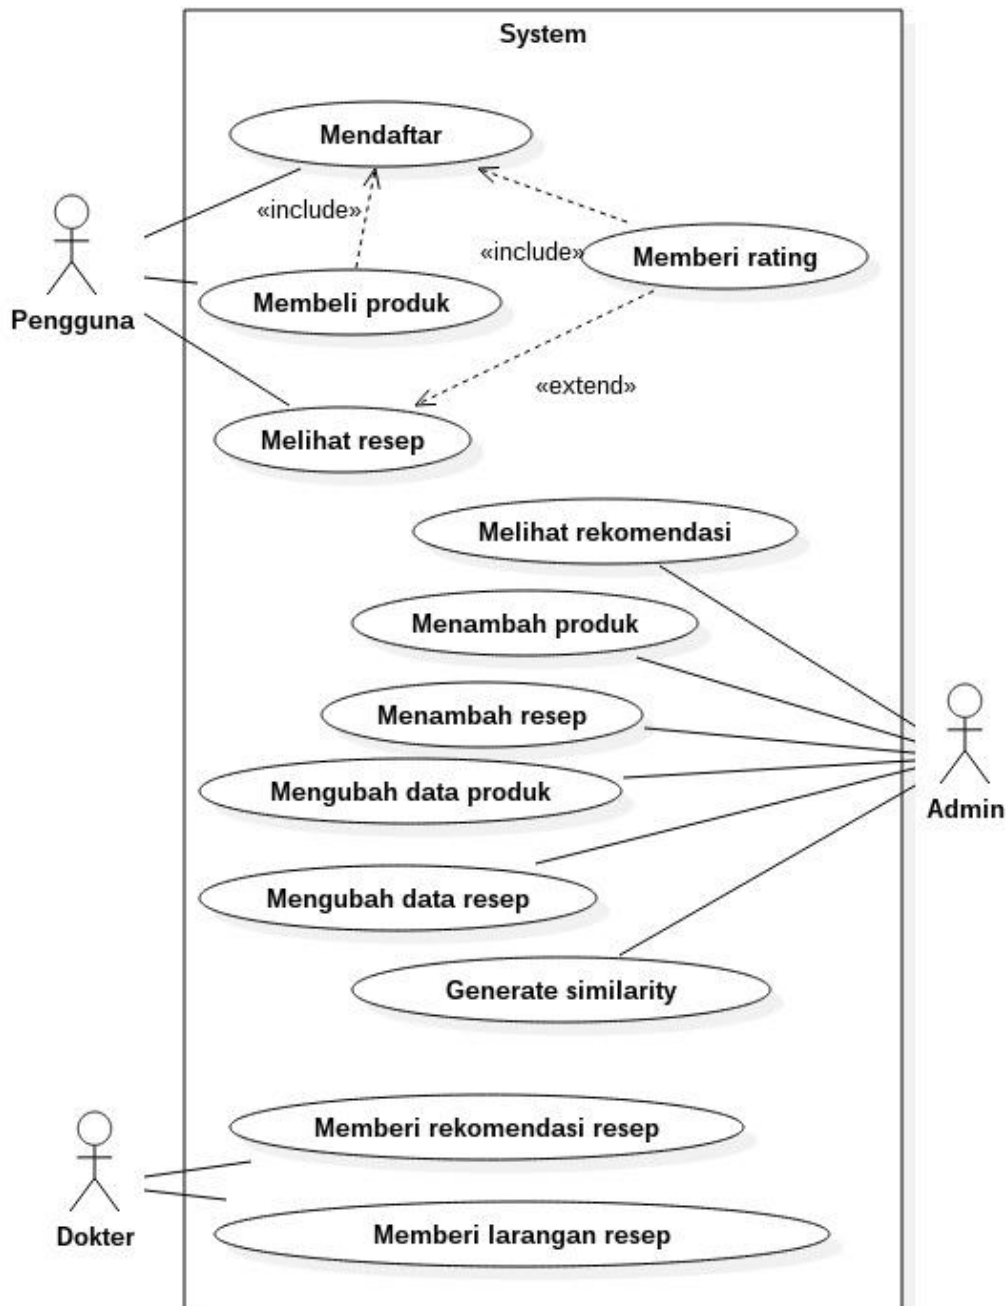 System
Mendaftar
«include»
Pengguna
«include»
Memberi rating
Membeli produk
«extend»
Melihat resep
Melihat rekomendasi
Menambah produk
Menambah resep
Mengubah data produk
Admin
Mengubah data resep
Generate similarity
Memberi rekomendasi resep
Dokter
Memberi larangan resep